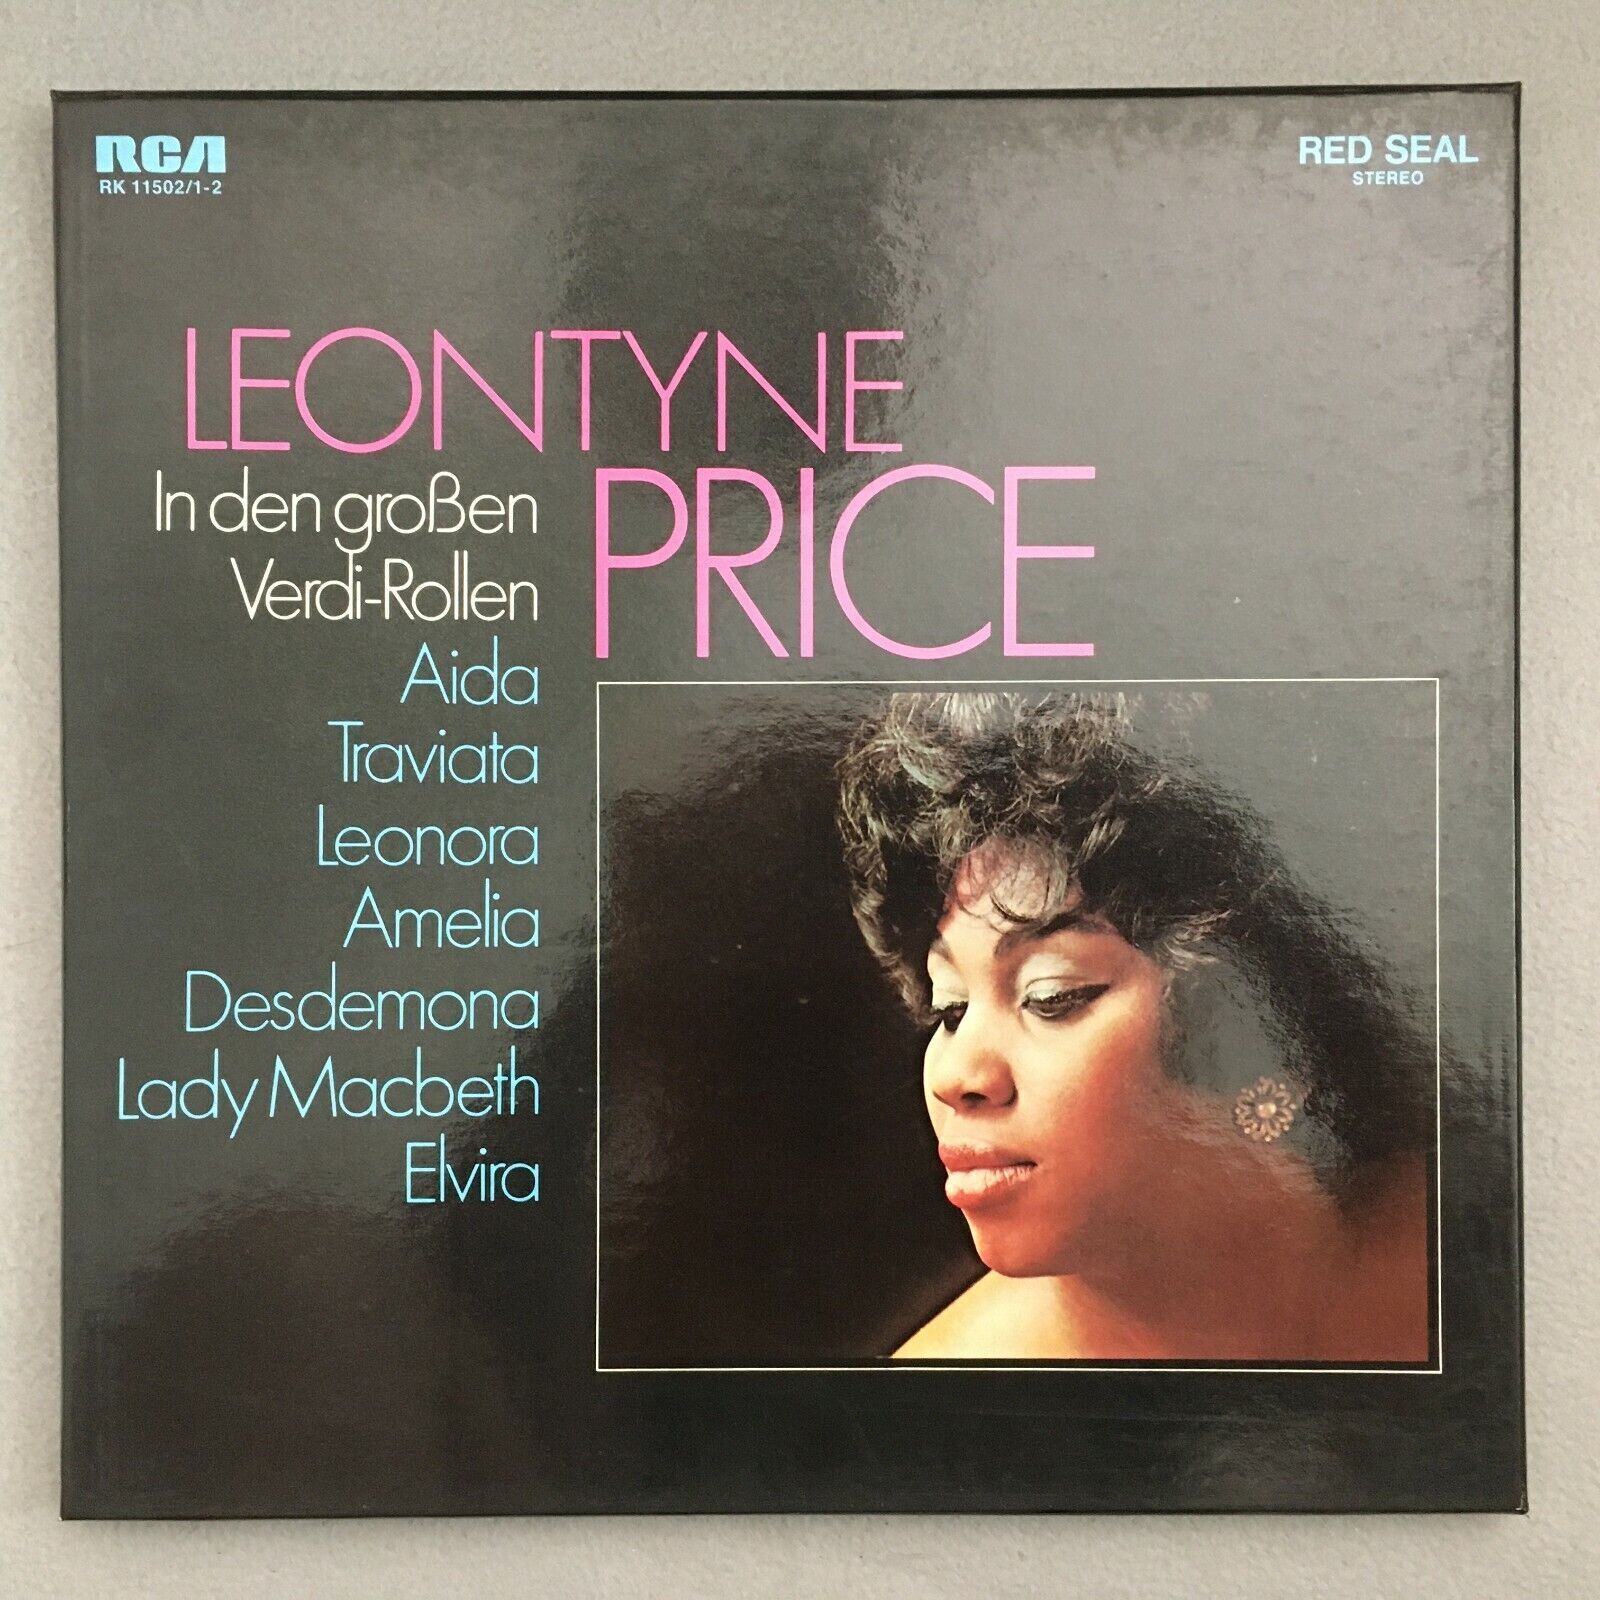 RCA
RK 11502/1-2
RED SEAL
STEREO
LEONTYNE
PRICE
In den großen
Verdi-Rollen
Aida
Traviata
Leonora
Amelia
Desdemona
Lady Macbeth
Elvira